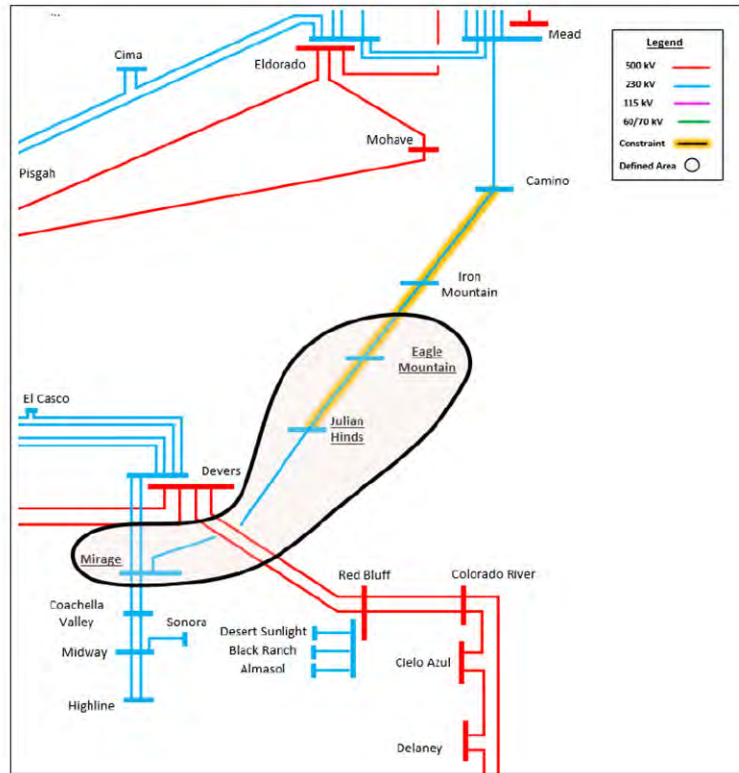 ...
Cima
Eldorado
Mead
Legend
500 kV
230 kV
115 kV
60/70 kV
Constraint
Defined Area
Mohave
Pisgah
Camino
Iron
Mountain
Eagle
Mountain
El Casco
Julian
Hinds
Devers
Mirage
Red Bluff
Colorado River
Coachella
Valley
Sonora
Desert Sunlight
Midway
Black Ranch
Cielo Azul
Almasol
Highline
Delaney